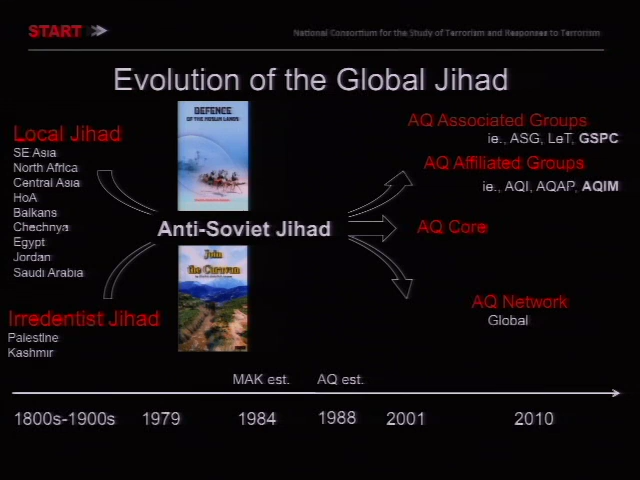 START
National Consortium for the Study of Terrorism and Responses to Terrorism
Evolution of the Global Jihad
Local Jihad
SE Asia
North Africa
Central Asia
HoA
Balkans
Chechnya
Egypt
Jordan
Saudi Arabia
Irredentist Jihad
Palestine
Kashmir
DEFENCE
OF THE MUSLIM LANDS
Anti-Soviet Jihad
Join
the Caravan
AQ Associated Groups
ie., ASG, LeT, GSPC
AQ Affiliated Groups
ie., AQI, AQAP, AQIM
AQ Core
AQ Network
Global
MAK est. AQ est.
1800s-1900s 1979 1984 1988 2001 2010